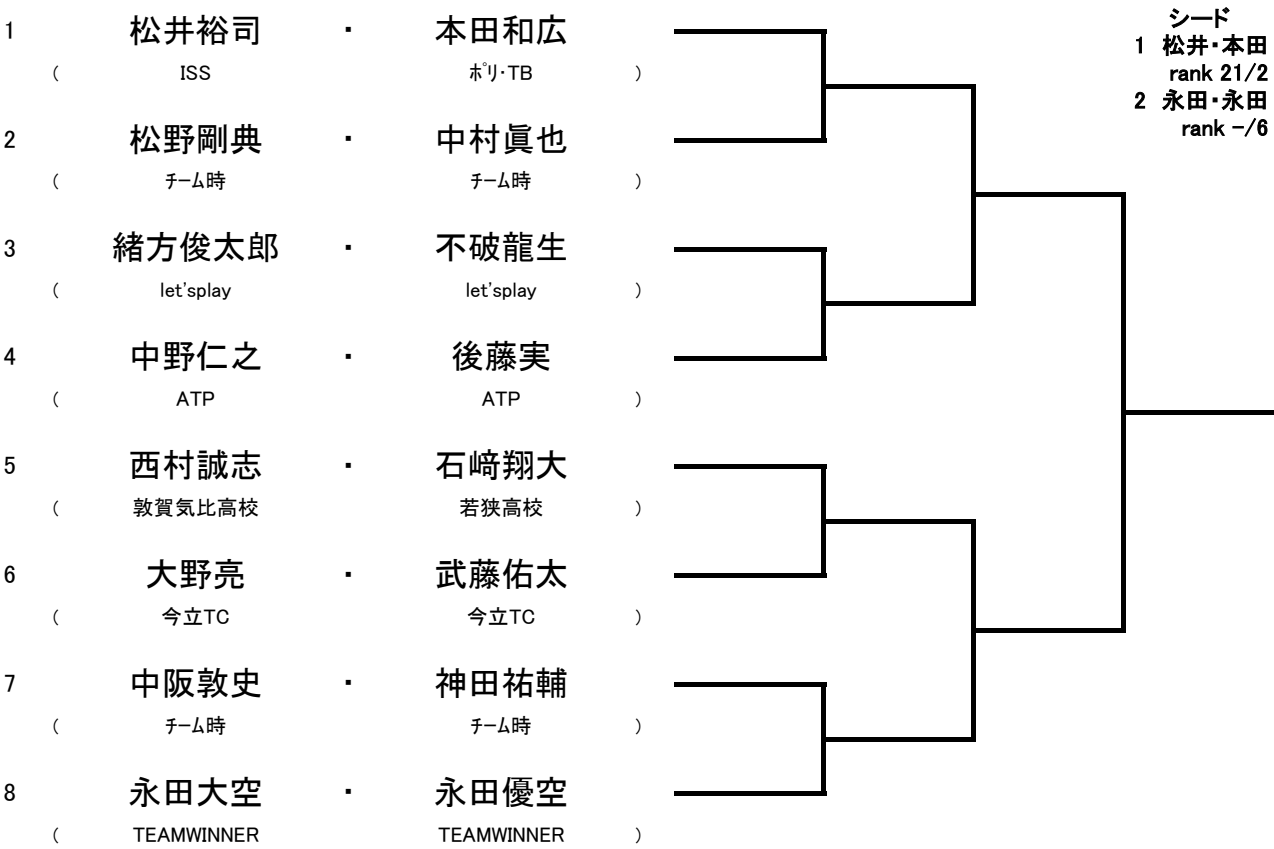 1 松井裕司 ・ 本田和広
( ISS ﾎﾟﾘ･TB )
2 松野剛典 ・ 中村眞也
( ﾁｰﾑ時 ﾁｰﾑ時 )
3 緒方俊太郎 ・ 不破龍生
( let'splay let'splay )
4 中野仁之 ・ 後藤実
( ATP ATP )
5 西村誠志 ・ 石﨑翔大
( 敦賀気比高校 若狭高校 )
6 大野亮 ・ 武藤佑太
( 今立TC 今立TC )
7 中阪敦史 ・ 神田祐輔
( ﾁｰﾑ時 ﾁｰﾑ時 )
8 永田大空 ・ 永田優空
( TEAMWINNER TEAMWINNER )
シード
1 松井・本田
rank 21/2
2 永田・永田
rank −/6